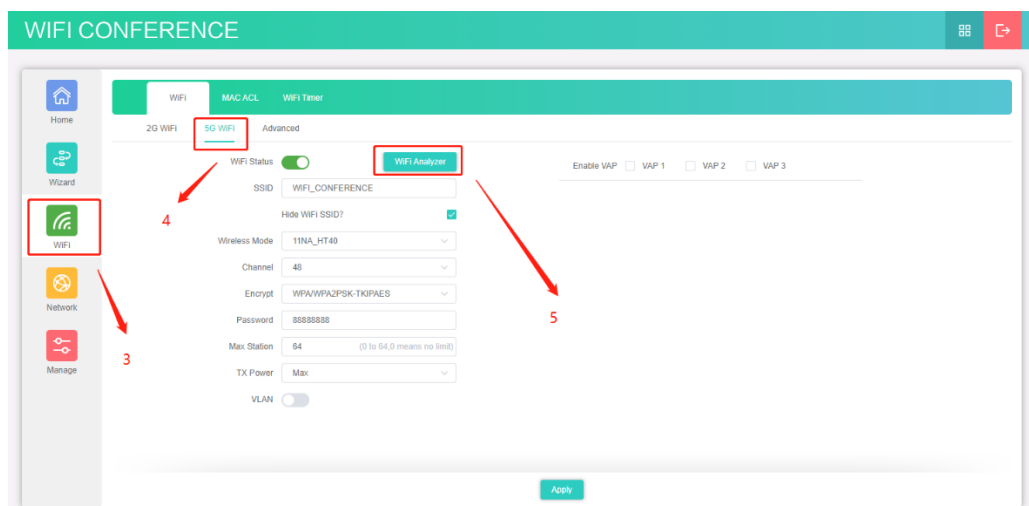 WIFI CONFERENCE
Home
Wizard
WiFi
Network
Manage
WiFi MAC ACL WiFi Timer
2G WiFi 5G WiFi Advanced
WiFi Status WiFi Analyzer Enable VAP VAP 1 VAP 2 VAP 3
SSID WIFI_CONFERENCE
4 Hide WIFI SSID?
Wireless Mode 11NA_HT40
Channel 48
Encrypt WPA/WPA2PSK-TKIPAES
Password 88888888
5
Max Station 64 (0 to 64,0 means no limit)
3
TX Power Max
VLAN
Apply